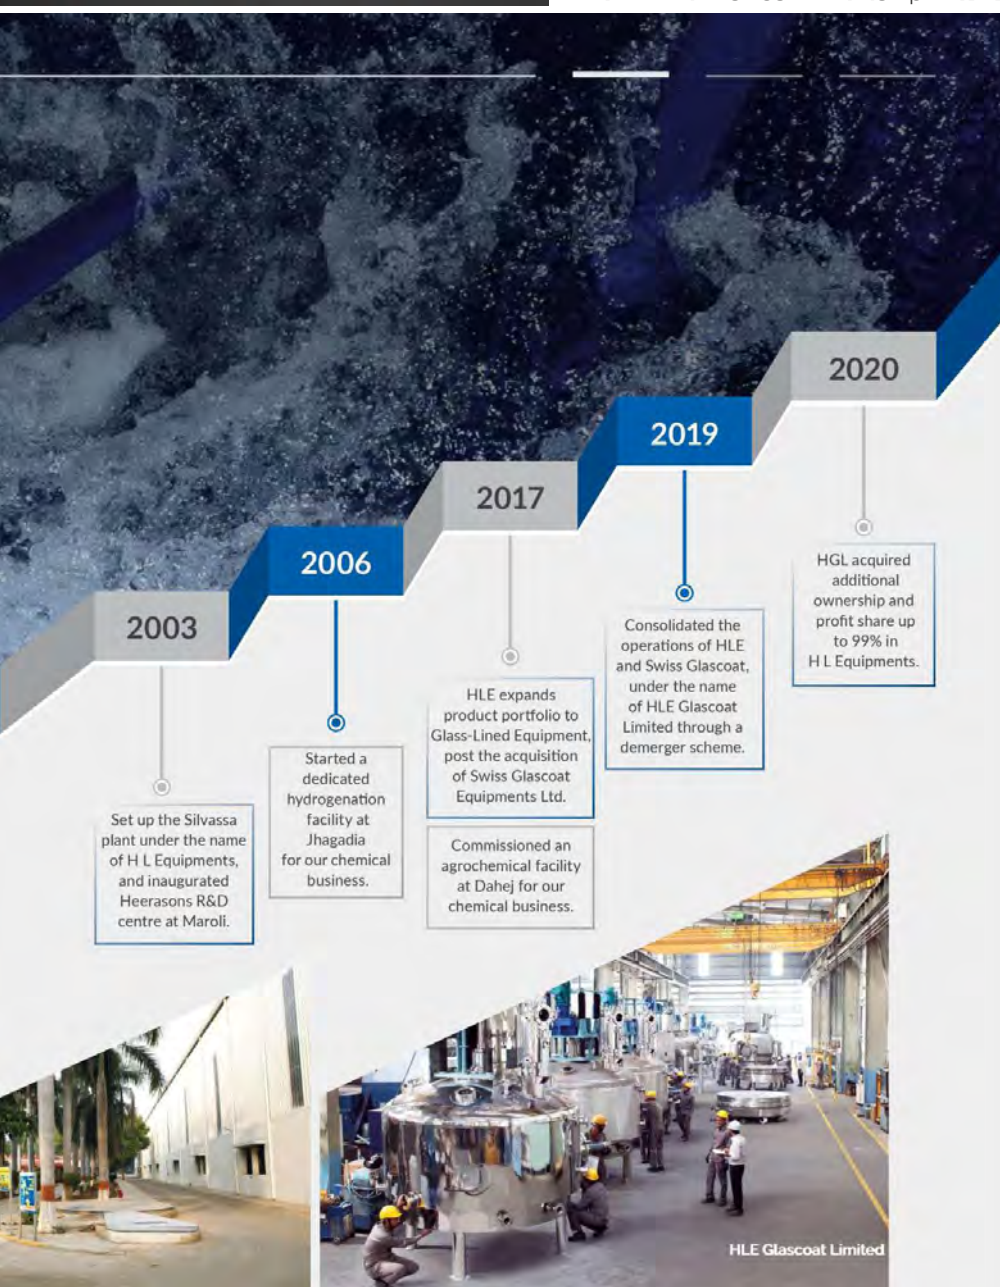 2003
Set up the Silvassa
plant under the name
of H L Equipments,
and inaugurated
Heerasons R&D
centre at Maroli.
2006
Started a
dedicated
hydrogenation
facility at
Jhagadia
for our chemical
business.
2017
HLE expands
product portfolio to
Glass-Lined Equipment,
post the acquisition
of Swiss Glascoat
Equipments Ltd.
Commissioned an
agrochemical facility
at Dahej for our
chemical business.
2019
Consolidated the
operations of HLE
and Swiss Glascoat,
under the name
of HLE Glascoat
Limited through a
demerger scheme.
2020
HGL acquired
additional
ownership and
profit share up
to 99% in
H L Equipments.
HLE Glascoat Limited